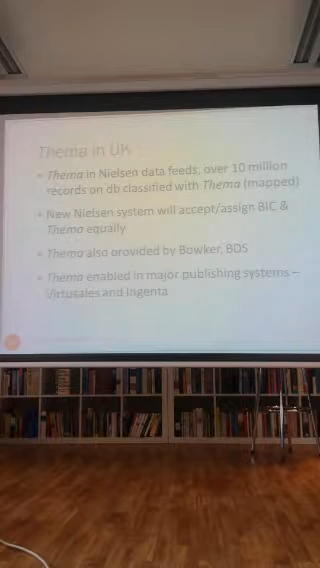 Thema in UK
• Thema in Nielsen data feeds, over 10 million
records on db classified with Thema (mapped)
• New Nielsen system will accept/assign BIC &
Thema equally
• Thema also provided by Bowker, BDS
• Thema enabled in major publishing systems –
Virtusales and Ingenta